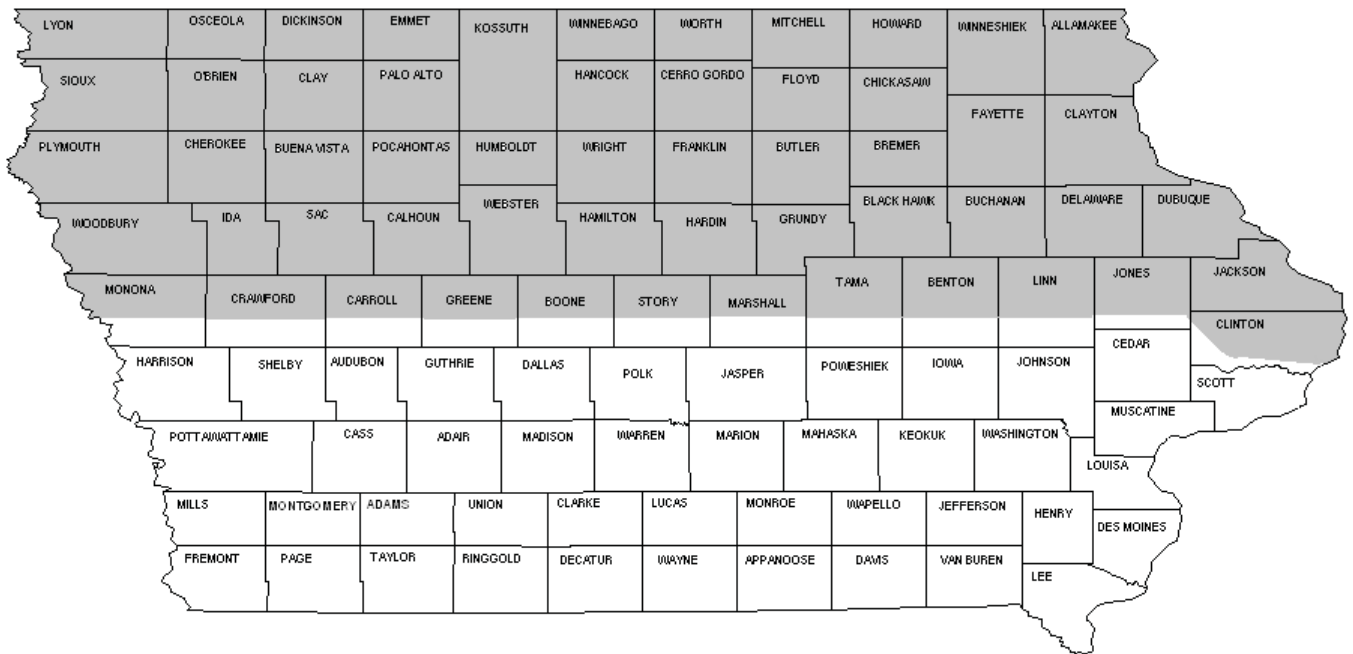 LYON OSCEOLA DICKINSON EMMET KOSSUTH WINNEBAGO WORTH MITCHELL HOWARD WINNESHIEK ALLAMAKEE
SIOUX O'BRIEN CLAY PALO ALTO HANCOCK CERRO GORDO FLOYD CHICKASAW
FAYETTE CLAYTON
PLYMOUTH CHEROKEE BUENA VISTA POCAHONTAS HUMBOLDT WRIGHT FRANKLIN BUTLER BREMER
WOODBURY IDA SAC CALHOUN WEBSTER HAMILTON HARDIN GRUNDY BLACK HAWK BUCHANAN DELAWARE DUBUQUE
MONONA CRAWFORD CARROLL GREENE BOONE STORY MARSHALL TAMA BENTON LINN JONES JACKSON
CLINTON
CEDAR
HARRISON SHELBY AUDUBON GUTHRIE DALLAS POLK JASPER POWESHIEK IOWA JOHNSON
SCOTT
MUSCATINE
POTTAWATTAMIE CASS ADAIR MADISON WARREN MARION MAHASKA KEOKUK WASHINGTON
LOUISA
MILLS MONTGOMERY ADAMS UNION CLARKE LUCAS MONROE WAPELLO JEFFERSON HENRY
DES MOINES
FREMONT PAGE TAYLOR RINGGOLD DECATUR WAYNE APPANOOSE DAVIS VAN BUREN
LEE